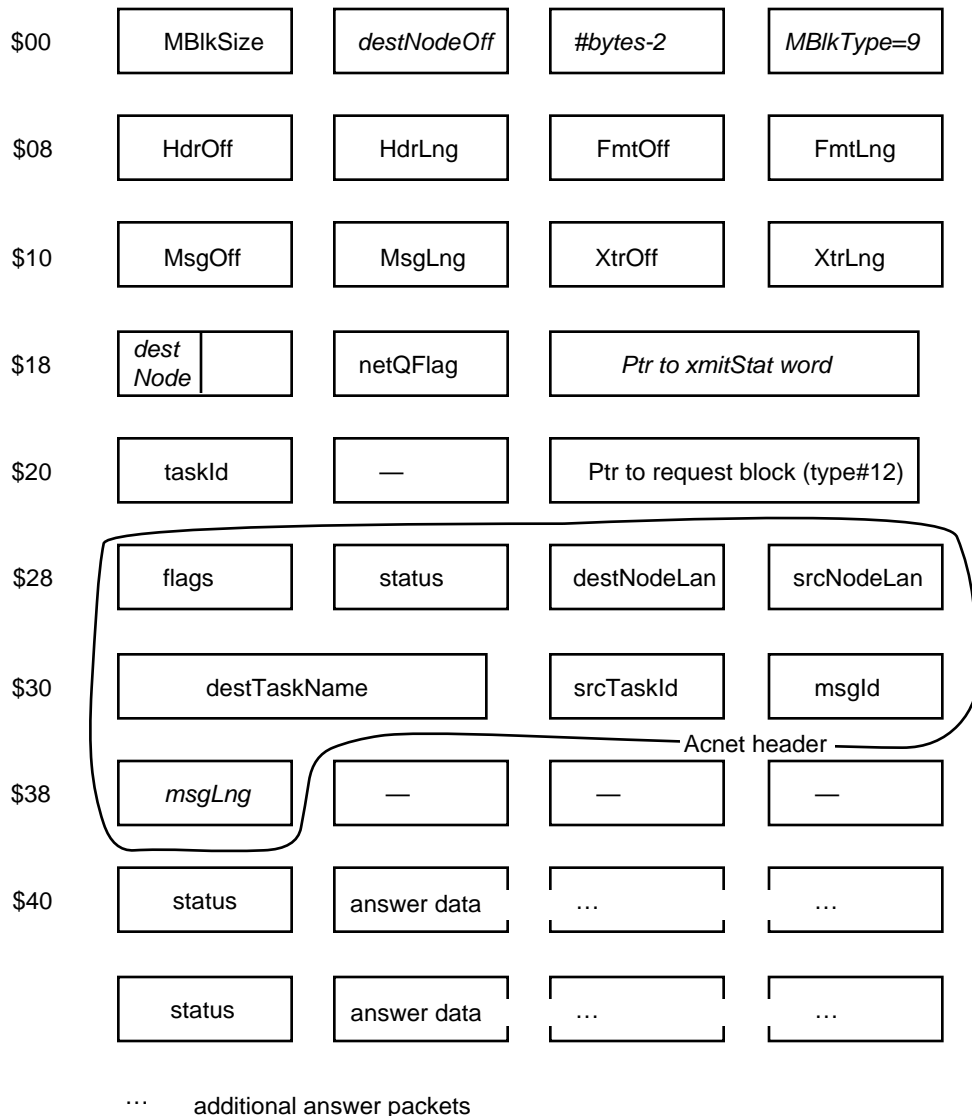 $00 MBlkSize destNodeOff #bytes-2 MBlkType=9
$08 HdrOff HdrLng FmtOff FmtLng
$10 MsgOff MsgLng XtrOff XtrLng
$18 dest Node netQFlag Ptr to xmitStat word
$20 taskId — Ptr to request block (type#12)
$28 flags status destNodeLan srcNodeLan
$30 destTaskName srcTaskId msgId
Acnet header
$38 msgLng — — —
$40 status answer data … …
status answer data … …
… additional answer packets